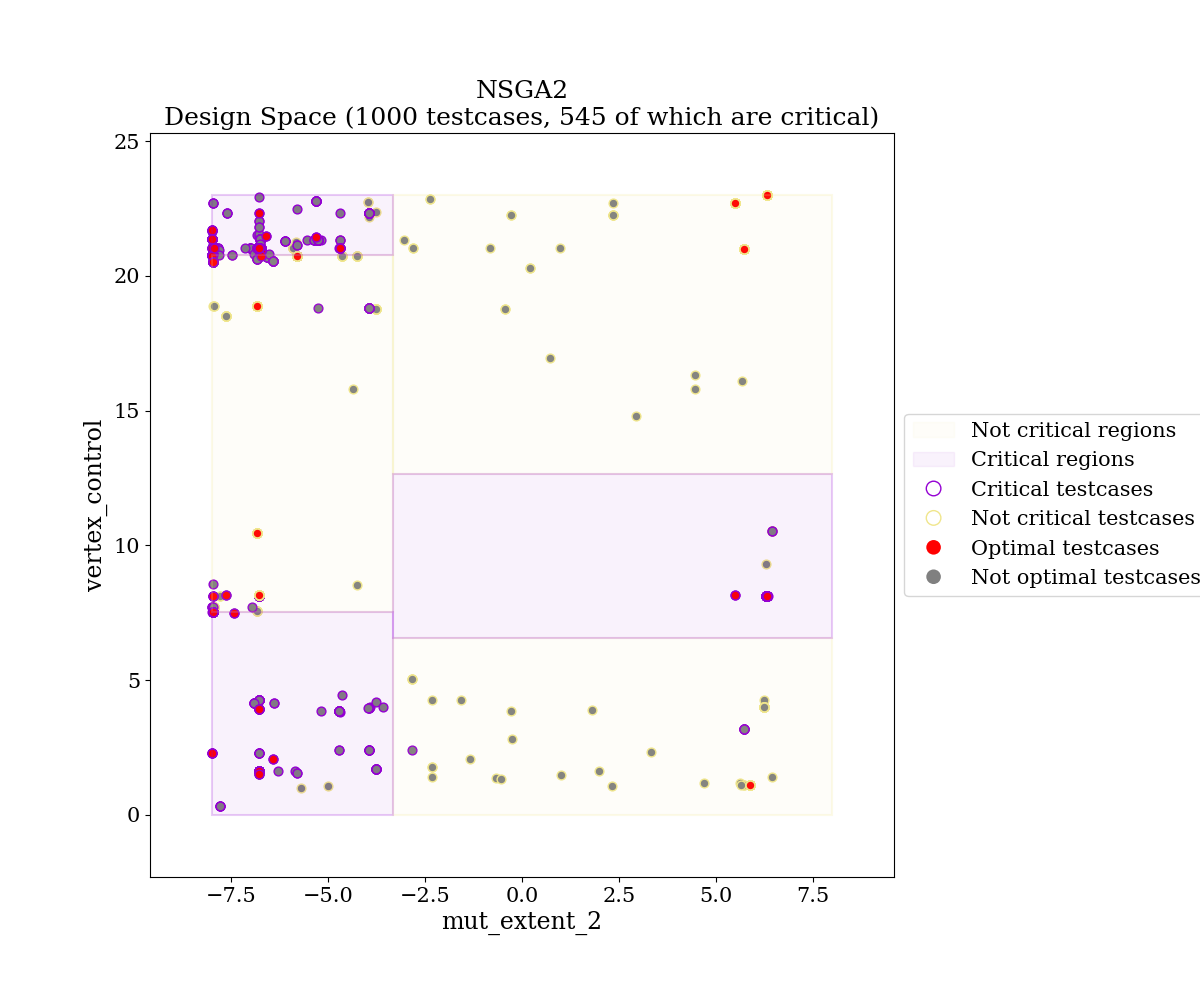 NSGA2
Design Space (1000 testcases, 545 of which are critical)
25
20
15
10
5
0
vertex_control
−7.5
−5.0
−2.5
0.0
2.5
5.0
7.5
mut_extent_2
Not critical regions
Critical regions
Critical testcases
Not critical testcases
Optimal testcases
Not optimal testcases